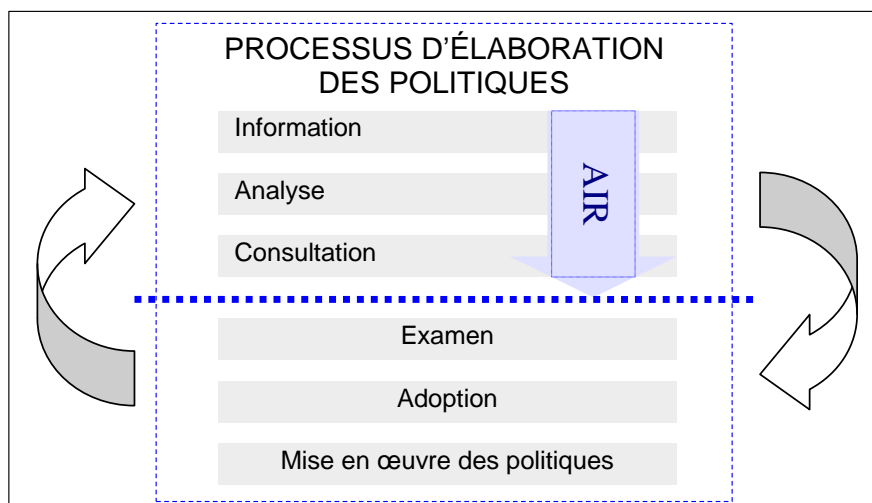 PROCESSUS D'ÉLABORATION
DES POLITIQUES
Information
Analyse
Consultation
AIR
Examen
Adoption
Mise en œuvre des politiques